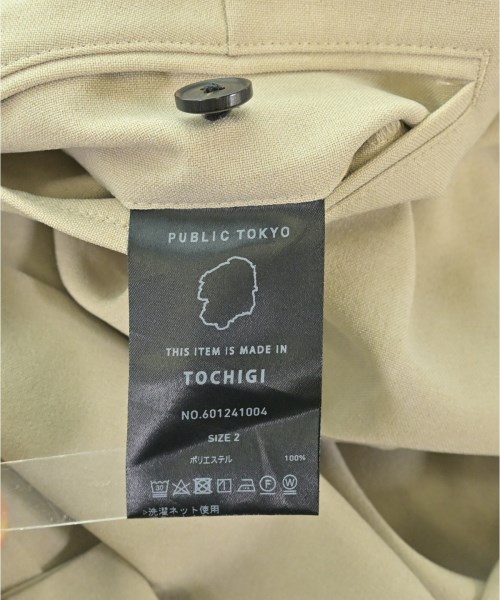 PUBLIC TOKYO
THIS ITEM IS MADE IN
TOCHIGI
NO.601241004
SIZE 2
ポリエステル 100%
>洗濯ネット使用